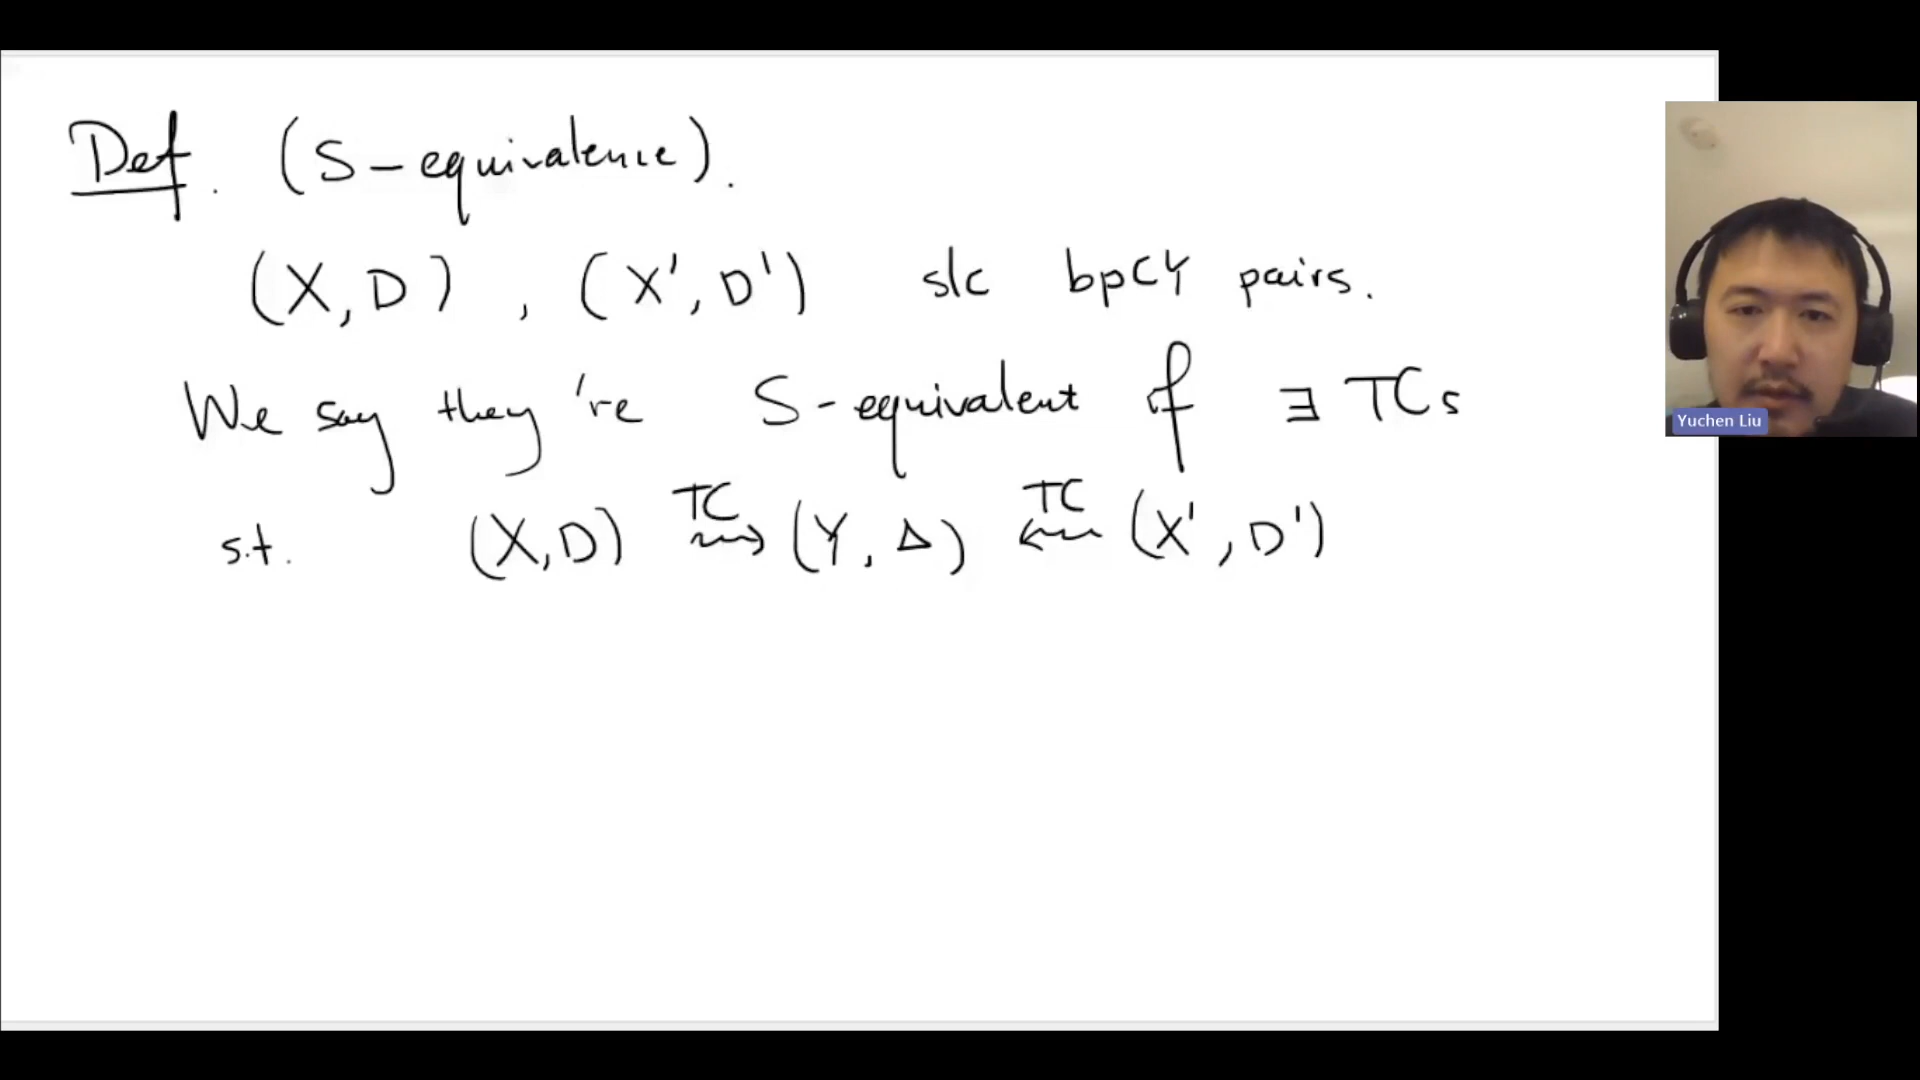 Def. (S-equivalence).
(X, D), (X', D') slc bpCY pairs.
We say they're S-equivalent if ∃ TCs
s.t. (X, D) ⇝^{TC} (Y, Δ) ⇜^{TC} (X', D')
Yuchen Liu